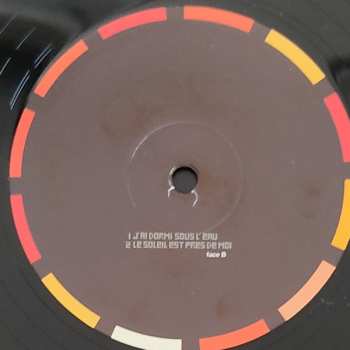 1 J'AI DORMI SOUS L'EAU
2 LE SOLEIL EST PRES DE MOI
face B